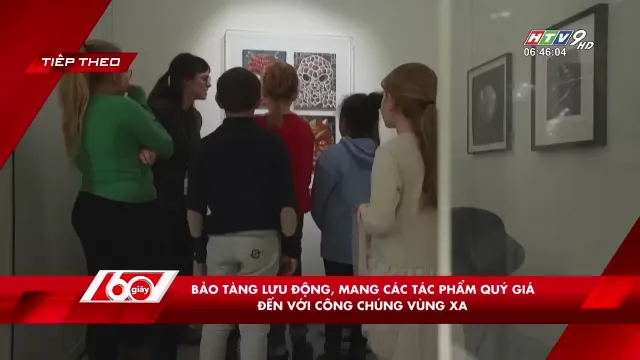 TIẾP THEO
HTV9 HD
06:46:04
60 giây
BẢO TÀNG LƯU ĐỘNG, MANG CÁC TÁC PHẨM QUÝ GIÁ
ĐẾN VỚI CÔNG CHÚNG VÙNG XA